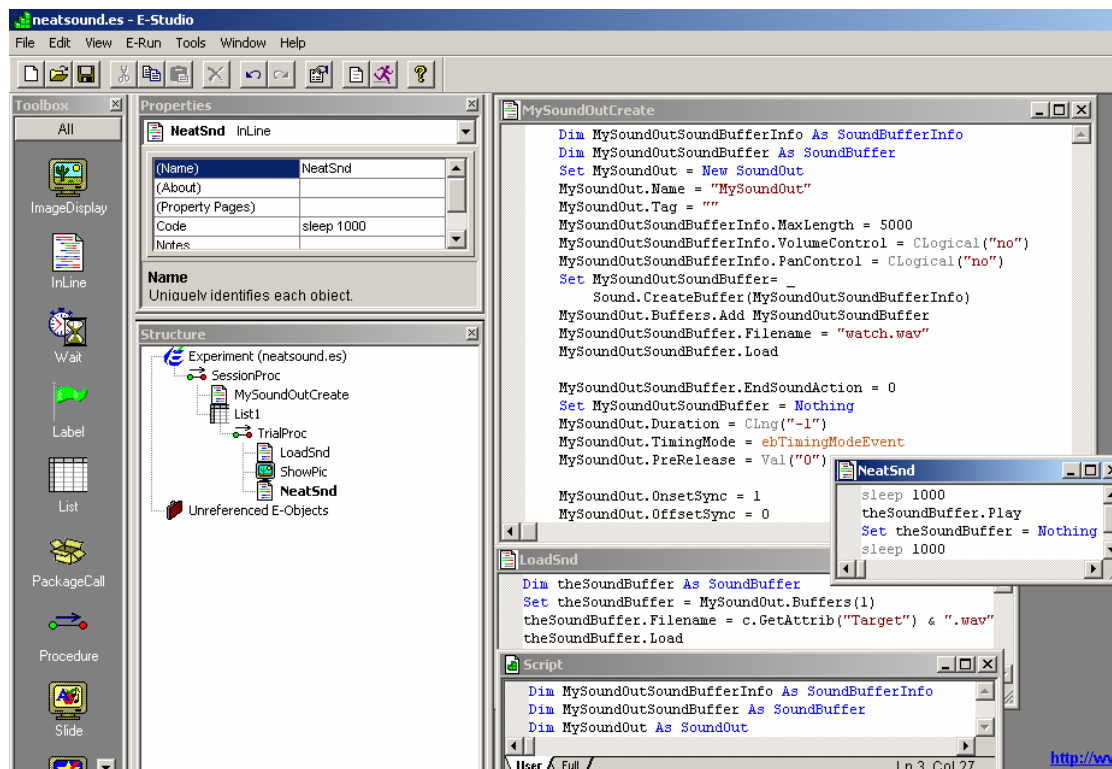 neatsound.es - E-Studio
File Edit View E-Run Tools Window Help
Toolbox
All
ImageDisplay
InLine
Wait
Label
List
PackageCall
Procedure
Slide
Properties
NeatSnd InLine
(Name) NeatSnd
(About)
(Property Pages)
Code sleep 1000
Notes
Name
Uniquely identifies each object.
Structure
Experiment (neatsound.es)
SessionProc
MySoundOutCreate
List1
TrialProc
LoadSnd
ShowPic
NeatSnd
Unreferenced E-Objects
MySoundOutCreate
Dim MySoundOutSoundBufferInfo As SoundBufferInfo
Dim MySoundOutSoundBuffer As SoundBuffer
Set MySoundOut = New SoundOut
MySoundOut.Name = "MySoundOut"
MySoundOut.Tag = ""
MySoundOutSoundBufferInfo.MaxLength = 5000
MySoundOutSoundBufferInfo.VolumeControl = CLogical("no")
MySoundOutSoundBufferInfo.PanControl = CLogical("no")
Set MySoundOutSoundBuffer= _
Sound.CreateBuffer(MySoundOutSoundBufferInfo)
MySoundOut.Buffers.Add MySoundOutSoundBuffer
MySoundOutSoundBuffer.Filename = "watch.wav"
MySoundOutSoundBuffer.Load
MySoundOutSoundBuffer.EndSoundAction = 0
Set MySoundOutSoundBuffer = Nothing
MySoundOut.Duration = CLng("-1")
MySoundOut.TimingMode = ebTimingModeEvent
MySoundOut.PreRelease = Val("0")
MySoundOut.OnsetSync = 1
MySoundOut.OffsetSync = 0
NeatSnd
sleep 1000
theSoundBuffer.Play
Set theSoundBuffer = Nothing
sleep 1000
LoadSnd
Dim theSoundBuffer As SoundBuffer
Set theSoundBuffer = MySoundOut.Buffers(1)
theSoundBuffer.Filename = c.GetAttrib("Target") & ".wav"
theSoundBuffer.Load
Script
Dim MySoundOutSoundBufferInfo As SoundBufferInfo
Dim MySoundOutSoundBuffer As SoundBuffer
Dim MySoundOut As SoundOut
User Full
Ln 3, Col 27